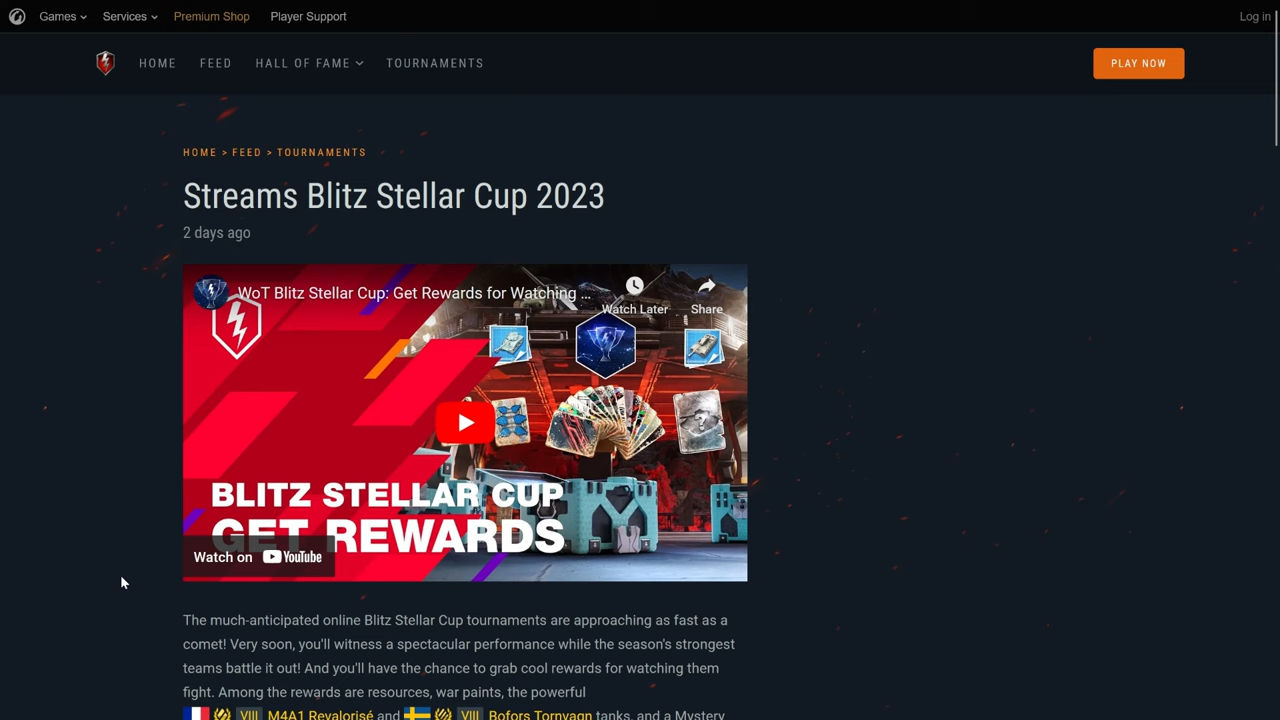 Games Services Premium Shop Player Support Log in
HOME FEED HALL OF FAME TOURNAMENTS PLAY NOW
HOME > FEED > TOURNAMENTS
Streams Blitz Stellar Cup 2023
2 days ago
WoT Blitz Stellar Cup: Get Rewards for Watching ...
Watch Later Share
BLITZ STELLAR CUP
GET REWARDS
Watch on YouTube
The much-anticipated online Blitz Stellar Cup tournaments are approaching as fast as a
comet! Very soon, you'll witness a spectacular performance while the season's strongest
teams battle it out! And you'll have the chance to grab cool rewards for watching them
fight. Among the rewards are resources, war paints, the powerful
VIII M4A1 Revalorisé and VIII Bofors Tornvagn tanks, and a Mystery